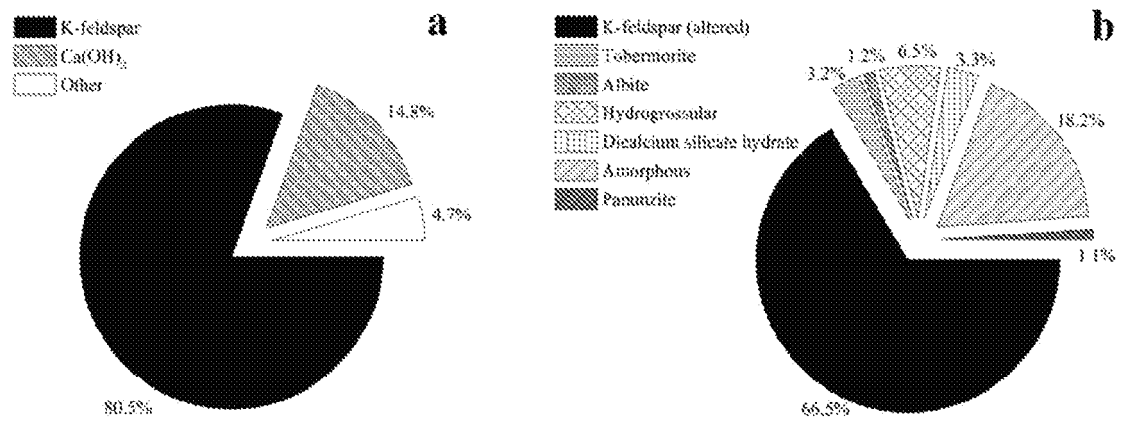 K-feldspar
Ca(OH)₂
Other
a
14.8%
4.7%
80.5%
K-feldspar (altered)
Tobermorite
Albite
Hydrogrossular
Dicalcium silicate hydrate
Amorphous
Panunzite
b
3.2%
1.2%
6.5%
3.3%
18.2%
1.1%
66.5%